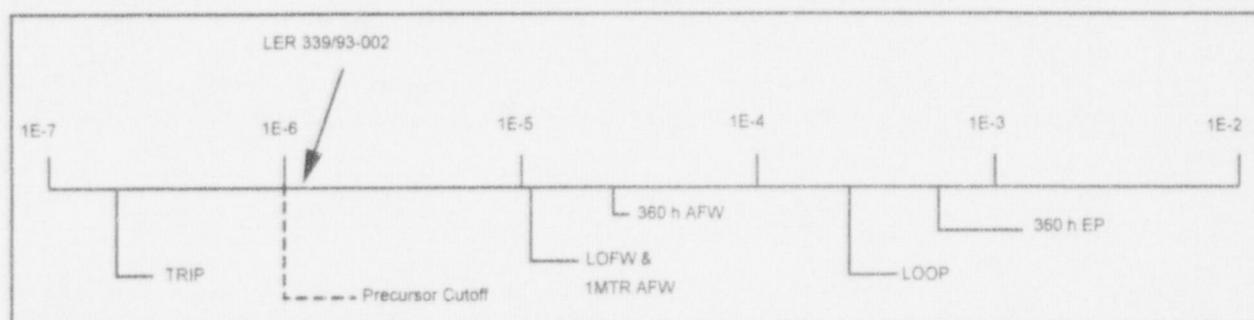 LER 339/93-002
1E-7
1E-6
1E-5
1E-4
1E-3
1E-2
360 h AFW
360 h EP
LOFW &
1MTR AFW
TRIP
LOOP
Precursor Cutoff